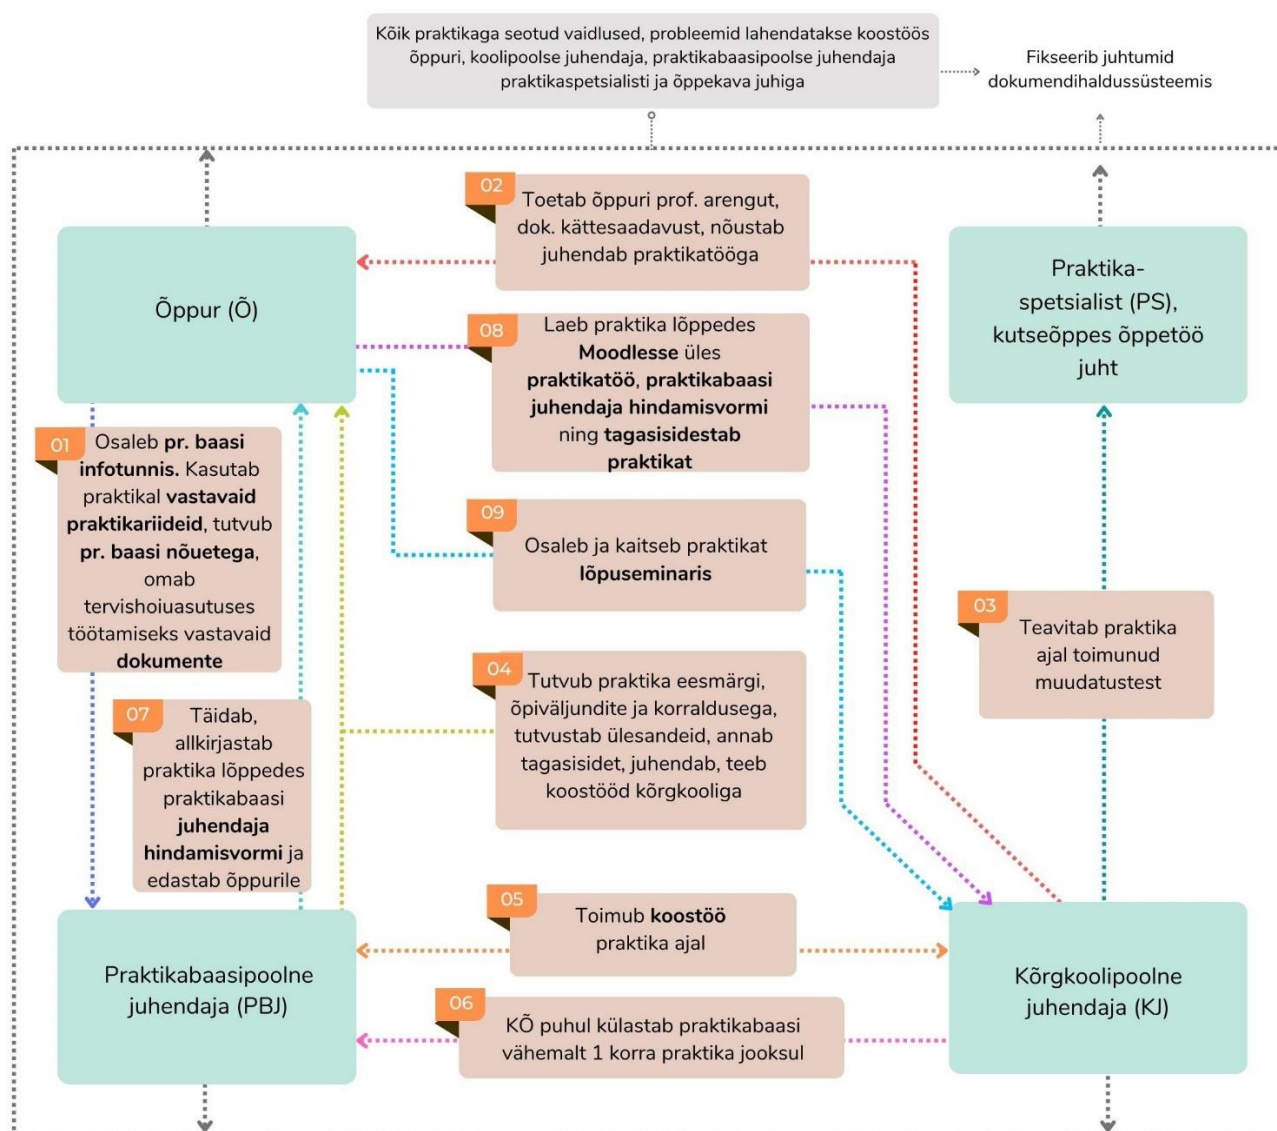 Kõik praktikaga seotud vaidlused, probleemid lahendatakse koostöös
õppuri, koolipoolse juhendaja, praktikabaasipoolse juhendaja
praktikaspetsialisti ja õppekava juhiga
Fikseerib juhtumid
dokumendihaldussüsteemis
02
Toetab õppuri prof. arengut,
dok. kättesaadavust, nõustab
juhendab praktikatööga
Õppur (Õ)
Praktika-
spetsialist (PS),
kutseõppes õppetöö
juht
08
Laeb praktika lõppedes
Moodlesse üles
praktikatöö, praktikabaasi
juhendaja hindamisvormi
ning tagasisidestab
praktikat
01
Osaleb pr. baasi
infotunnis. Kasutab
praktikal vastavaid
praktikariideid, tutvub
pr. baasi nõuetega,
omab
tervishoiuasutuses
töötamiseks vastavaid
dokumente
09
Osaleb ja kaitseb praktikat
lõpuseminaris
03
Teavitab praktika
ajal toimunud
muudatustest
04
Tutvub praktika eesmärgi,
õpiväljundite ja korraldusega,
tutvustab ülesandeid, annab
tagasisidet, juhendab, teeb
koostööd kõrgkooliga
07
Täidab,
allkirjastab
praktika lõppedes
praktikabaasi
juhendaja
hindamisvormi ja
edastab õppurile
05
Toimub koostöö
praktika ajal
Praktikabaasipoolne
juhendaja (PBJ)
Kõrgkoolipoolne
juhendaja (KJ)
06
KÕ puhul külastab praktikabaasi
vähemalt 1 korra praktika jooksul